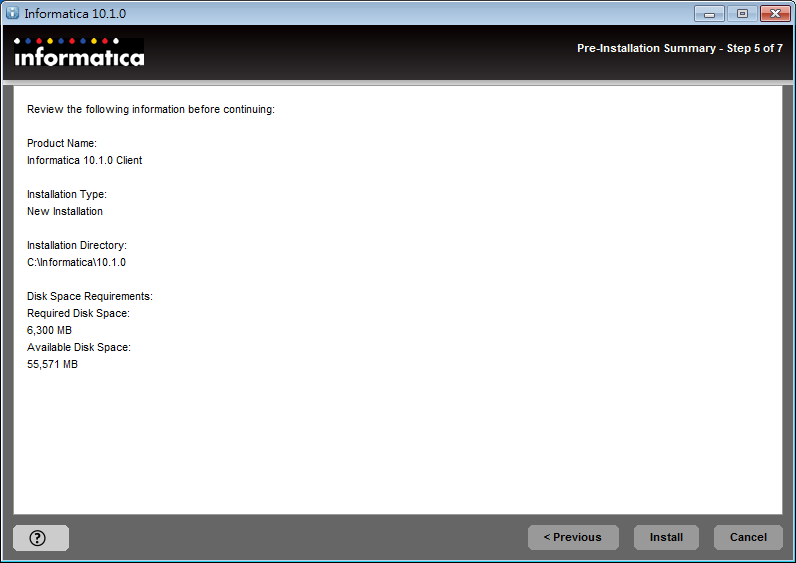 Informatica 10.1.0
informatica
Pre-Installation Summary - Step 5 of 7
Review the following information before continuing:
Product Name:
Informatica 10.1.0 Client
Installation Type:
New Installation
Installation Directory:
C:\Informatica\10.1.0
Disk Space Requirements:
Required Disk Space:
6,300 MB
Available Disk Space:
55,571 MB
?
< Previous
Install
Cancel